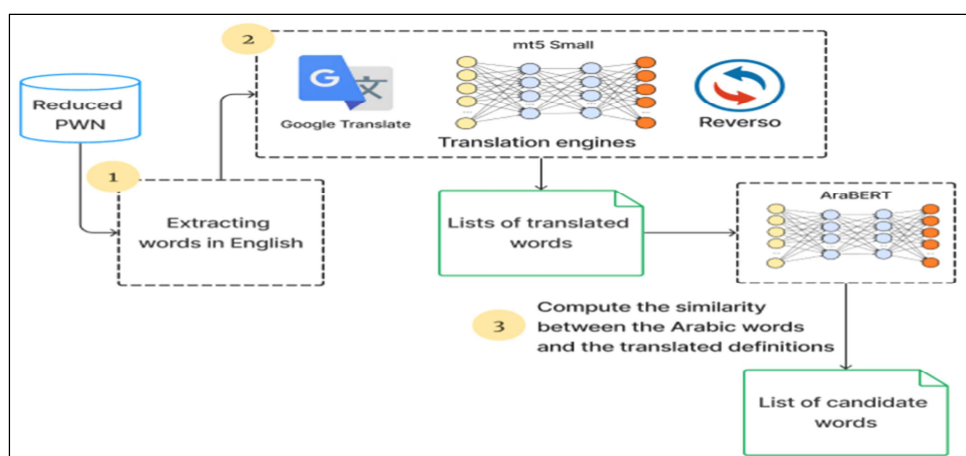 Reduced
PWN
1
Extracting
words in English
2
mt5 Small
G 文
Google Translate
Reverso
Translation engines
Lists of translated
words
AraBERT
3
Compute the similarity
between the Arabic words
and the translated definitions
List of candidate
words